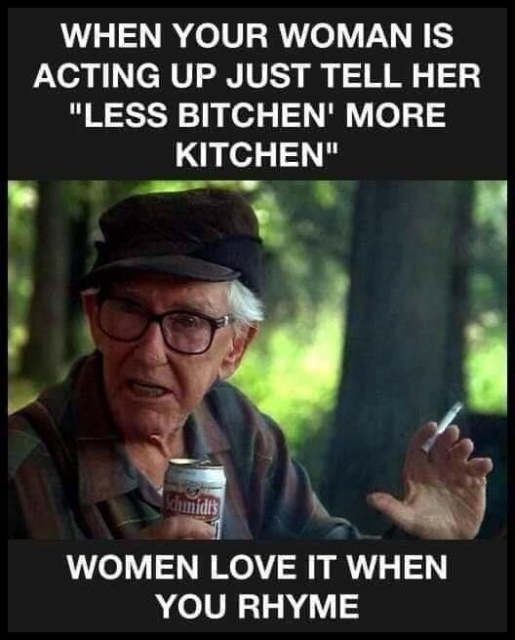 WHEN YOUR WOMAN IS
ACTING UP JUST TELL HER
"LESS BITCHEN' MORE
KITCHEN"
Schmidt's
WOMEN LOVE IT WHEN
YOU RHYME